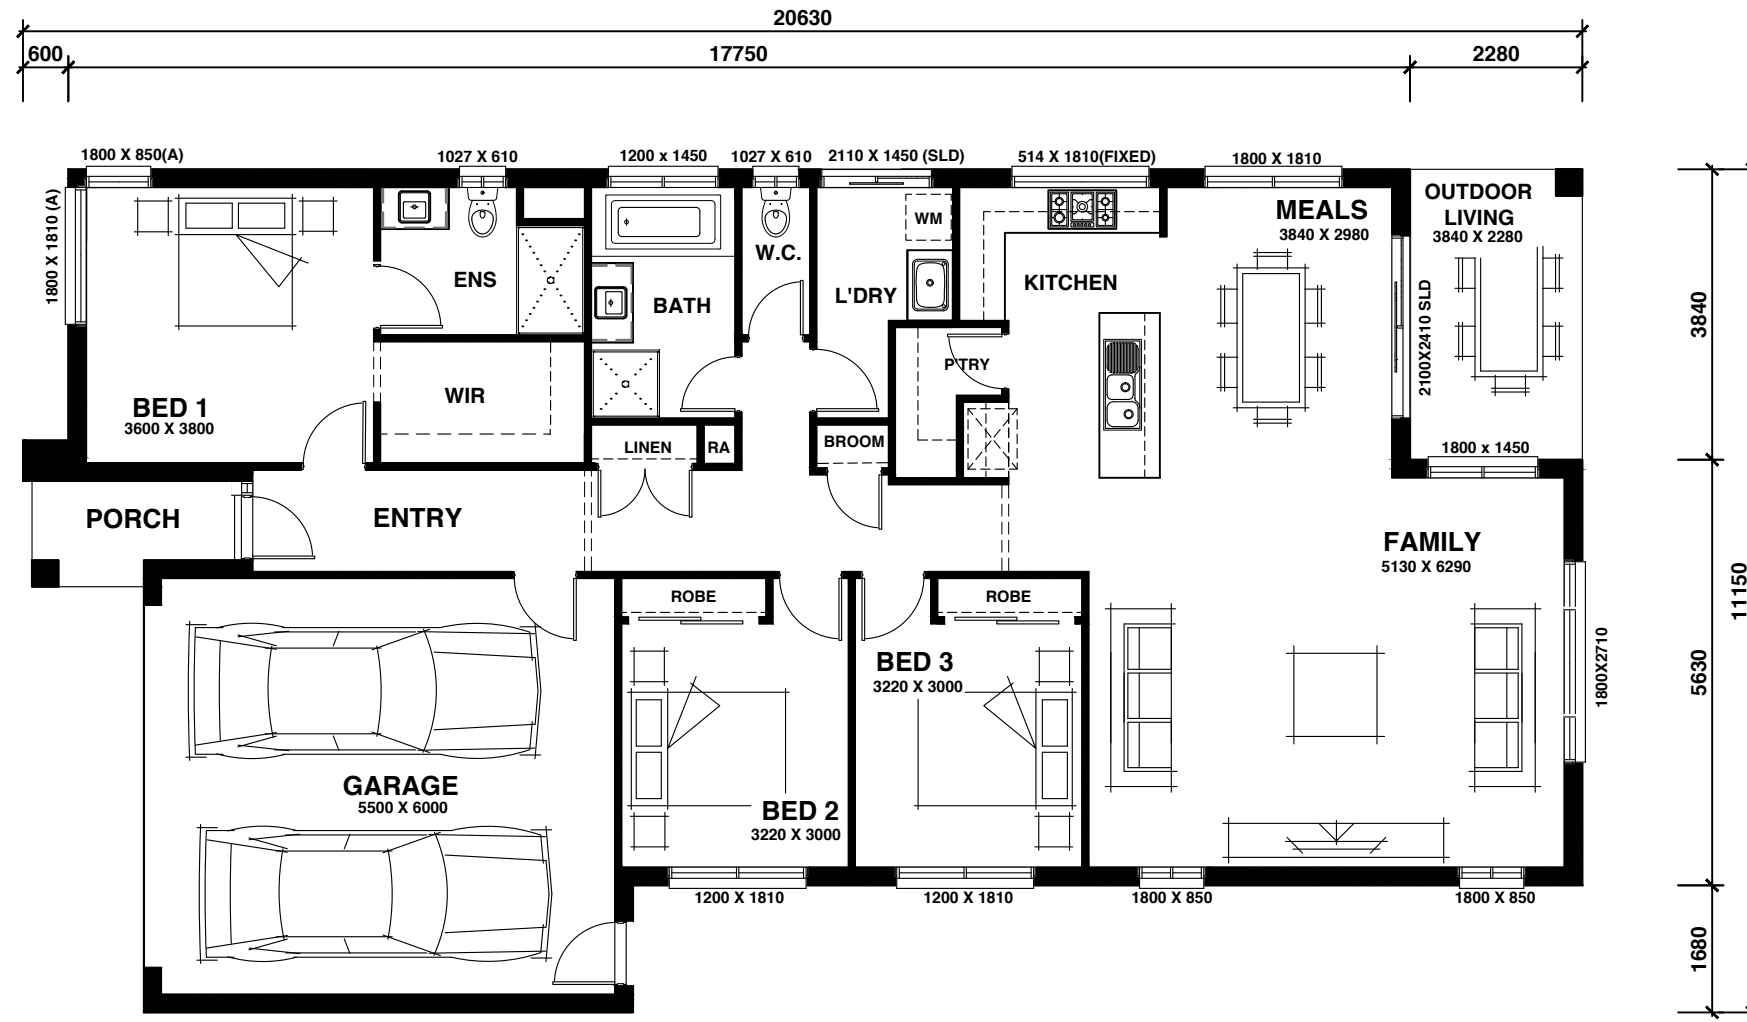 20630
600
17750
2280
1800 X 850(A)
1027 X 610
1200 x 1450
1027 X 610
2110 X 1450 (SLD)
514 X 1810(FIXED)
1800 X 1810
1800 X 1810 (A)
OUTDOOR
LIVING
3840 X 2280
MEALS
3840 X 2980
WM
W.C.
ENS
KITCHEN
L'DRY
BATH
a
3840
2100X2410 SLD
P'TRY
WIR
a
BED 1
3600 X 3800
LINEN
RA
BROOM
1800 x 1450
PORCH
ENTRY
FAMILY
5130 X 6290
ROBE
ROBE
11150
5630
1800X2710
BED 3
3220 X 3000
GARAGE
5500 X 6000
BED 2
3220 X 3000
1200 X 1810
1200 X 1810
1800 X 850
1800 X 850
1680